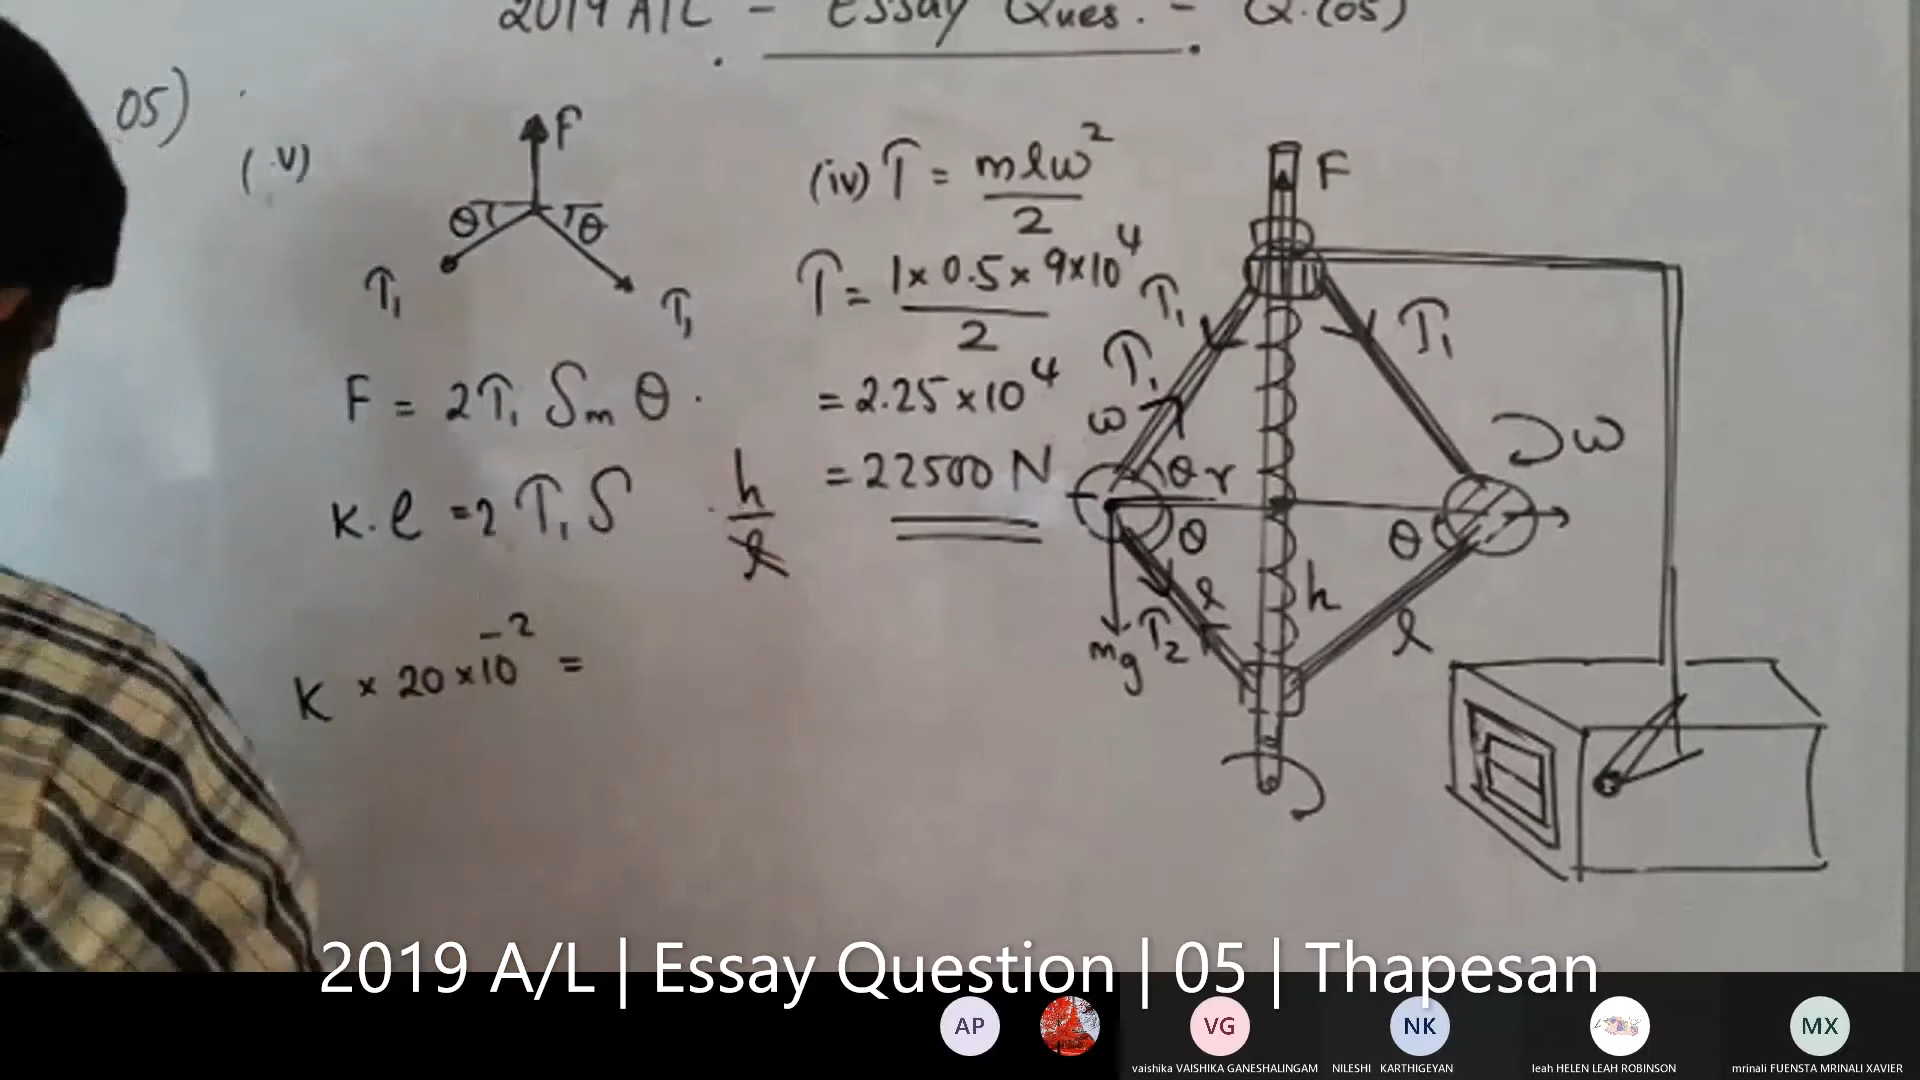 2019 A/L - Essay Ques. - Q.(05)
05)
(v)
F
θ
θ
T₁
T₁
F = 2T₁ Sin θ .
K.e = 2 T₁ S . h/l
K × 20 × 10⁻² =
(iv) T = mlω²/2
T = 1 × 0.5 × 9 × 10⁴ / 2
= 2.25 × 10⁴
= 22500 N
F
T₁
T₁
T₁
ω
ω
θ
r
θ
θ
mg
T₂
l
h
l
2019 A/L | Essay Question | 05 | Thapesan
AP
VG
NK
MX
vaishika VAISHIKA GANESHALINGAM
NILESHI KARTHIGEYAN
leah HELEN LEAH ROBINSON
mrinali FUENSTA MRINALI XAVIER